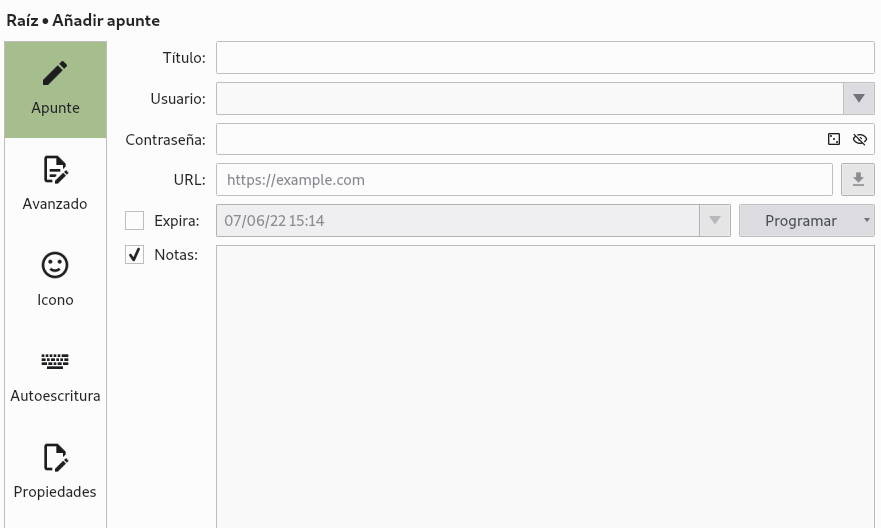 Raíz • Añadir apunte
Apunte
Avanzado
Icono
Autoescritura
Propiedades
Título:
Usuario:
Contraseña:
URL: https://example.com
Expira: 07/06/22 15:14 Programar
Notas: